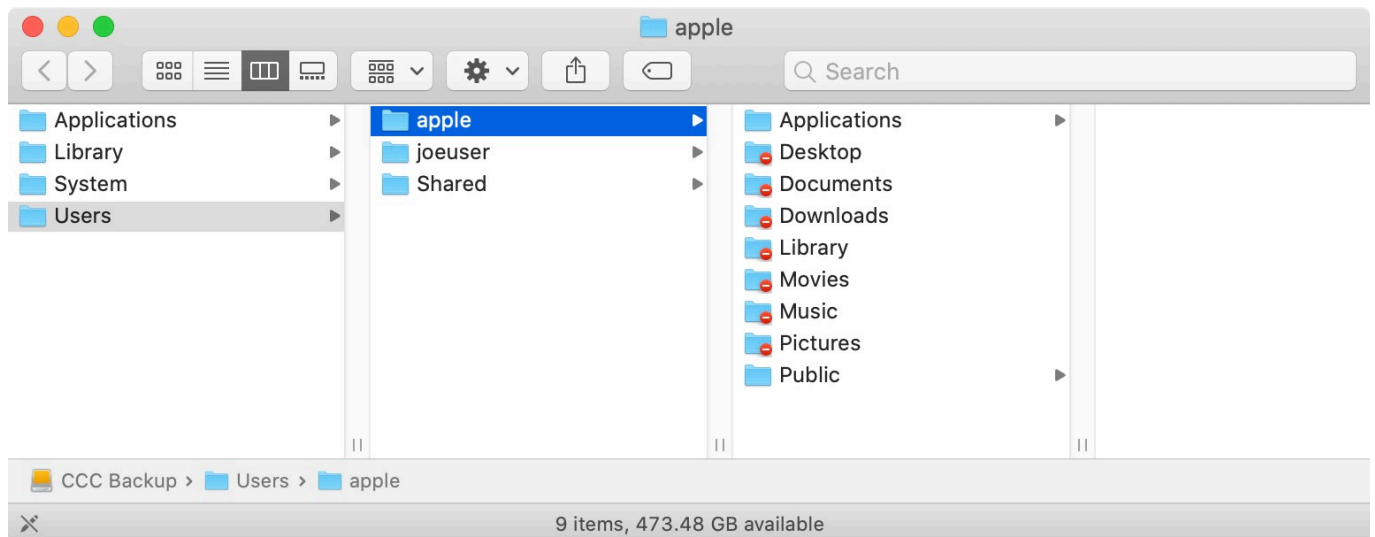 apple
Search
Applications
Library
System
Users
apple
joeuser
Shared
Applications
Desktop
Documents
Downloads
Library
Movies
Music
Pictures
Public
CCC Backup › Users › apple
9 items, 473.48 GB available